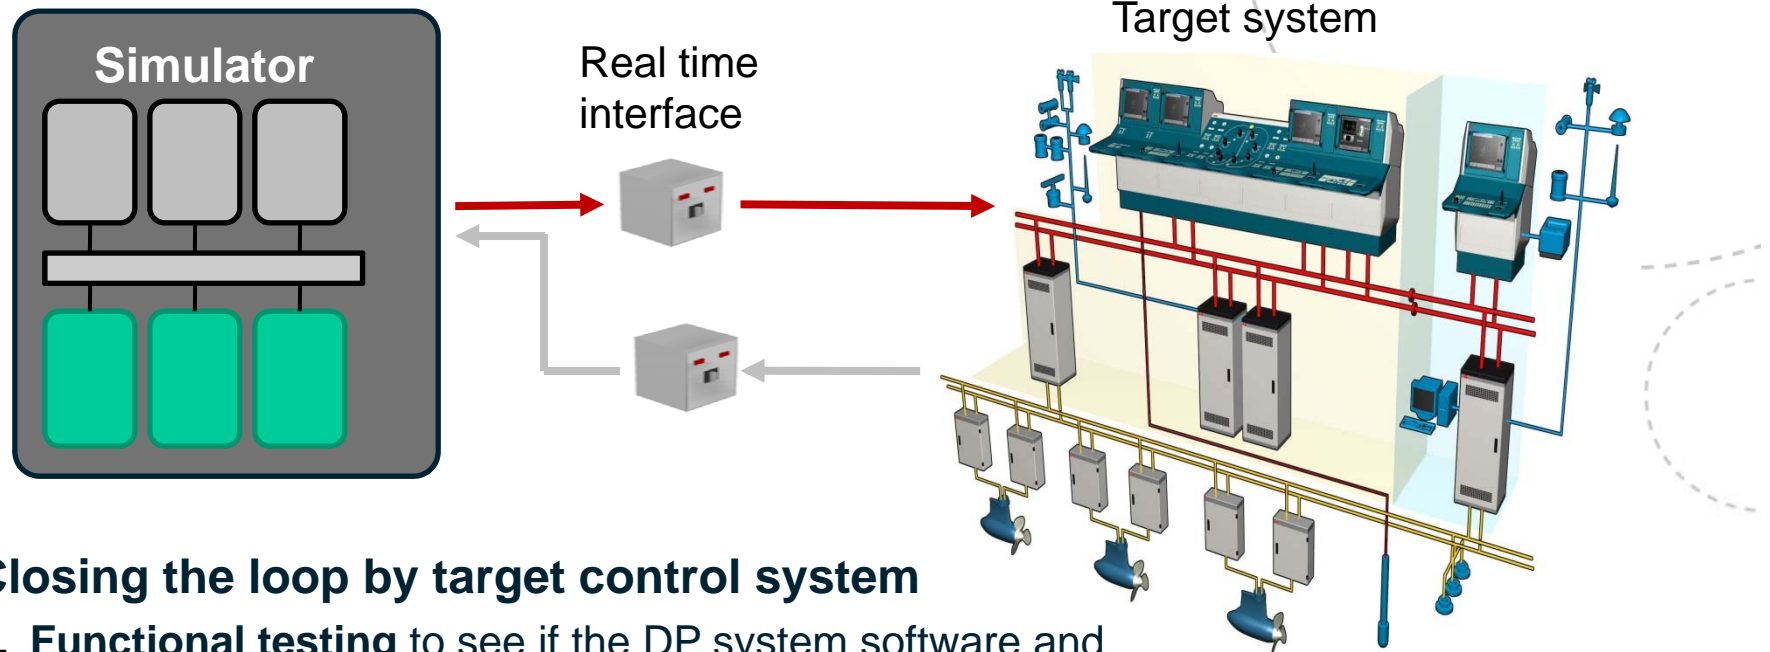 Target system
Simulator
Real time
interface
Closing the loop by target control system
Functional testing to see if the DP system software and